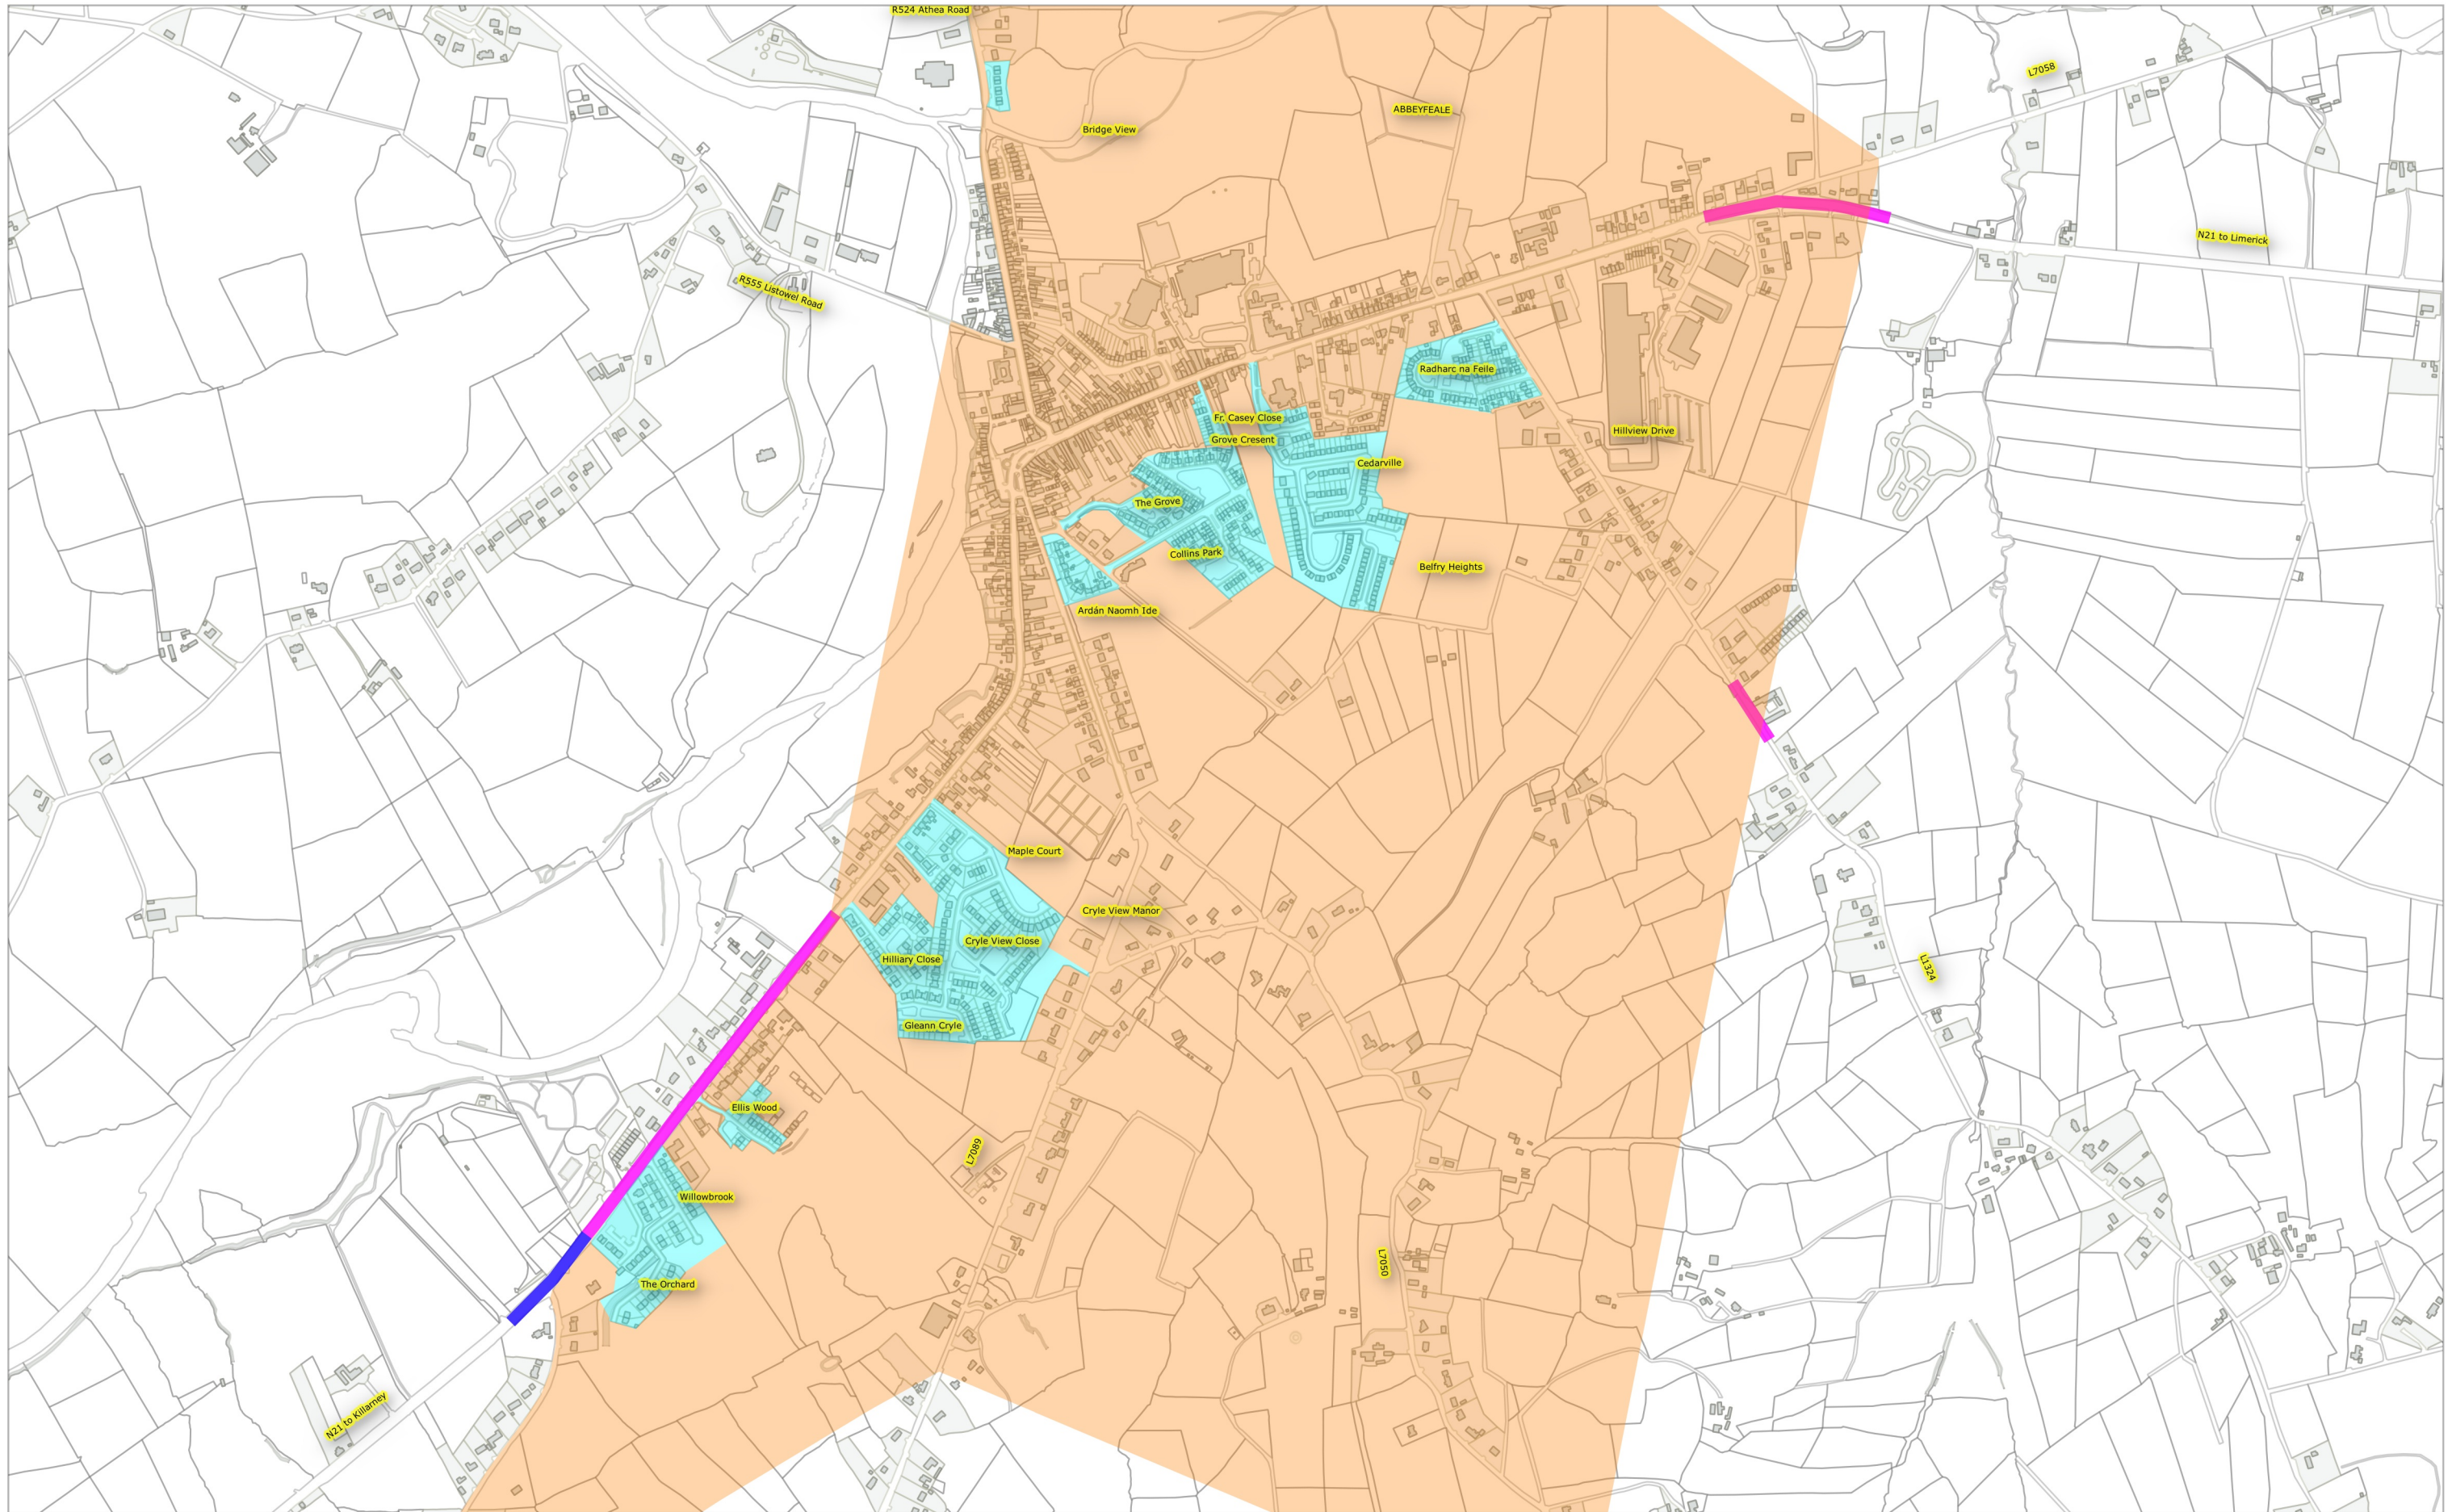 R524 Athea Road
L7058
ABBEYFEALE
Bridge View
N21 to Limerick
R555 Listowel Road
Radharc na Feile
Fr. Casey Close
Hillview Drive
Grove Cresent
Cedarville
The Grove
Collins Park
Belfry Heights
Ardán Naomh Ide
Maple Court
Cryle View Manor
Cryle View Close
Hilliary Close
L1324
Gleann Cryle
Ellis Wood
L7089
Willowbrook
L7050
The Orchard
N21 to Killarney